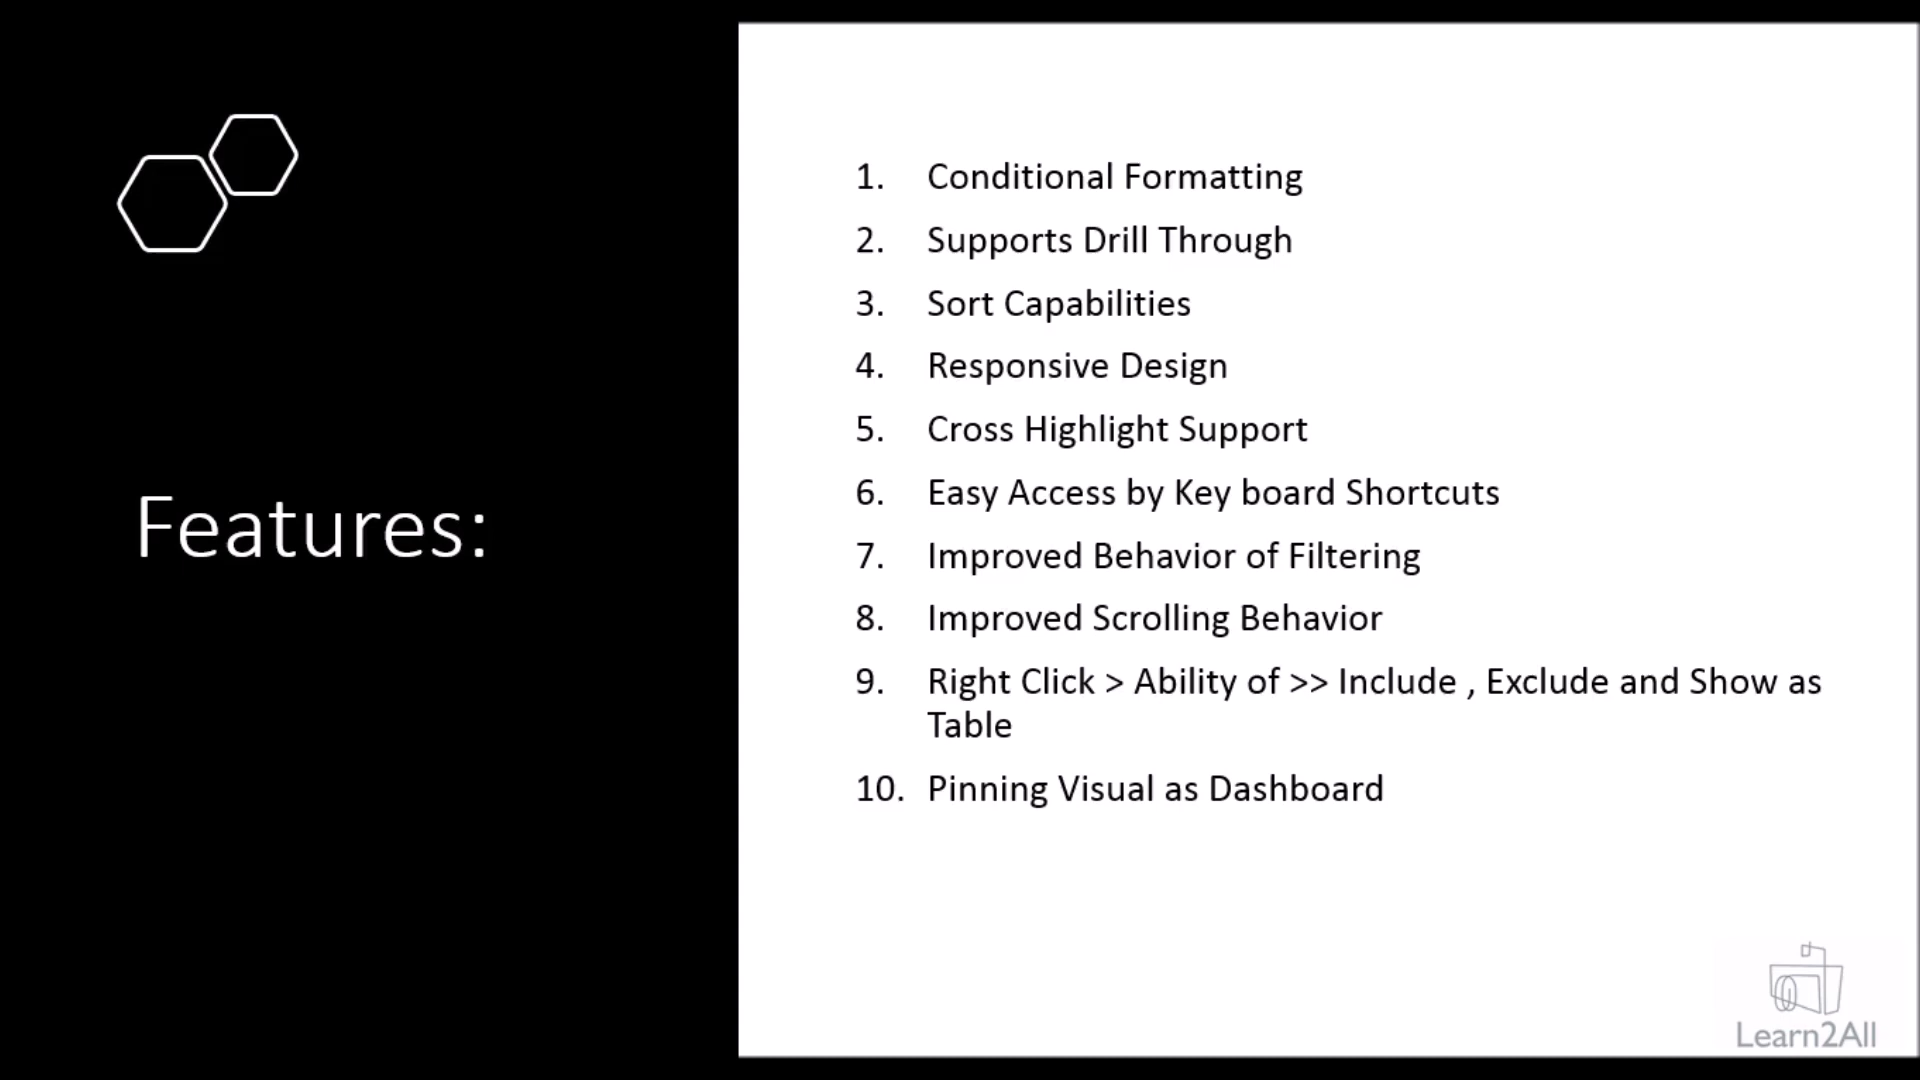 Features:
1. Conditional Formatting
2. Supports Drill Through
3. Sort Capabilities
4. Responsive Design
5. Cross Highlight Support
6. Easy Access by Key board Shortcuts
7. Improved Behavior of Filtering
8. Improved Scrolling Behavior
9. Right Click > Ability of >> Include , Exclude and Show as
Table
10. Pinning Visual as Dashboard
Learn2All